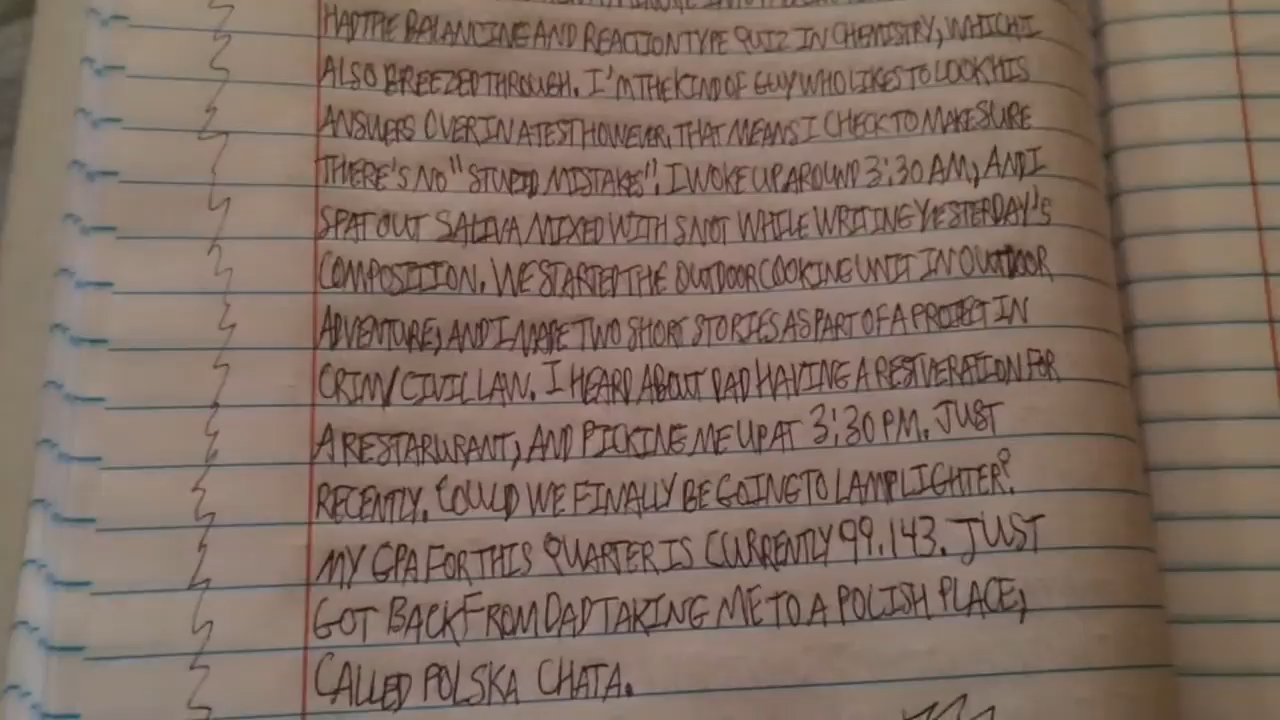 HAD THE BALANCING AND REACTION TYPE QUIZ IN CHEMISTRY, WHICH I
ALSO BREEZED THROUGH. I'M THE KIND OF GUY WHO LIKES TO LOOK HIS
ANSWERS OVER IN A TEST HOWEVER. THAT MEANS I CHECK TO MAKE SURE
THERE'S NO "STUPID MISTAKES". I WOKE UP AROUND 3:30 AM, AND I
SPAT OUT SALIVA MIXED WITH SNOT WHILE WRITING YESTERDAY'S
COMPOSITION. WE STARTED THE OUTDOOR COOKING UNIT IN OUTDOOR
ADVENTURE, AND I MADE TWO SHORT STORIES AS PART OF A PROJECT IN
CRIM/CIVIL LAW. I HEARD ABOUT DAD HAVING A RESTVERATION FOR
A RESTARURANT, AND PICKING ME UP AT 3:30 PM. JUST
RECENTLY. COULD WE FINALLY BE GOING TO LAMPLIGHTER?
MY GPA FOR THIS QUARTER IS CURRENTLY 99.143. JUST
GOT BACK FROM DAD TAKING ME TO A POLISH PLACE,
CALLED POLSKA CHATA.